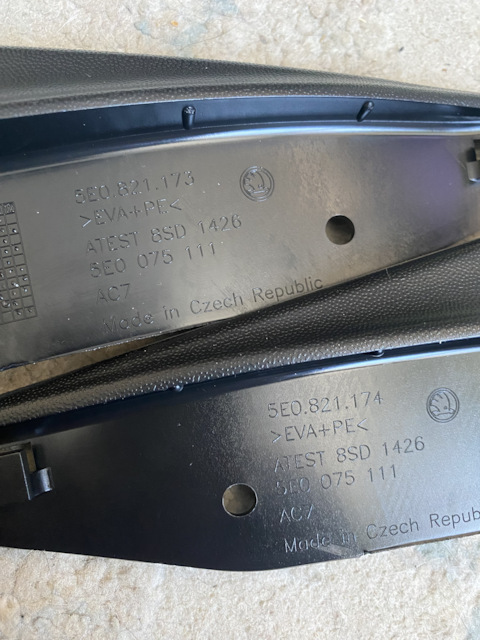 5E0.821.173
>EVA+PE<
ATEST 8SD 1426
5E0 075 111
AC7
Made in Czech Republic
5E0.821.174
>EVA+PE<
ATEST 8SD 1426
5E0 075 111
AC7
Made in Czech Republ